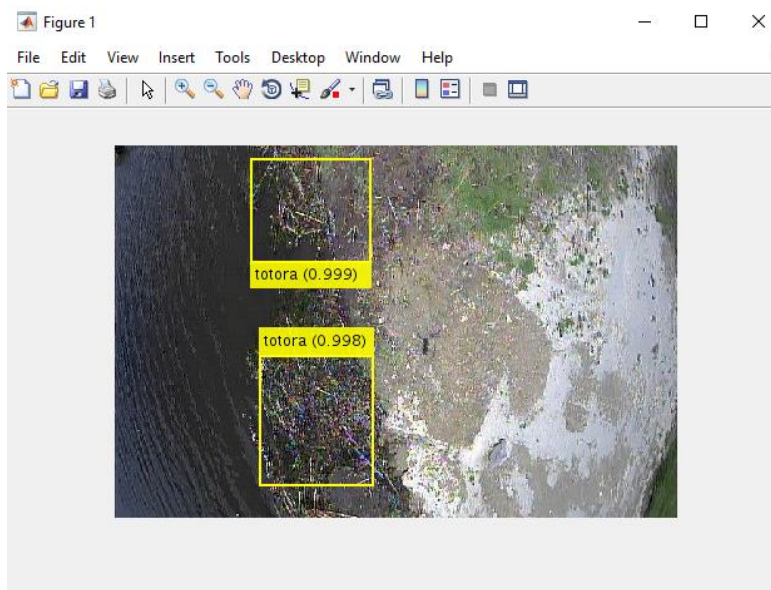 Figure 1
File Edit View Insert Tools Desktop Window Help
totora (0.999)
totora (0.998)